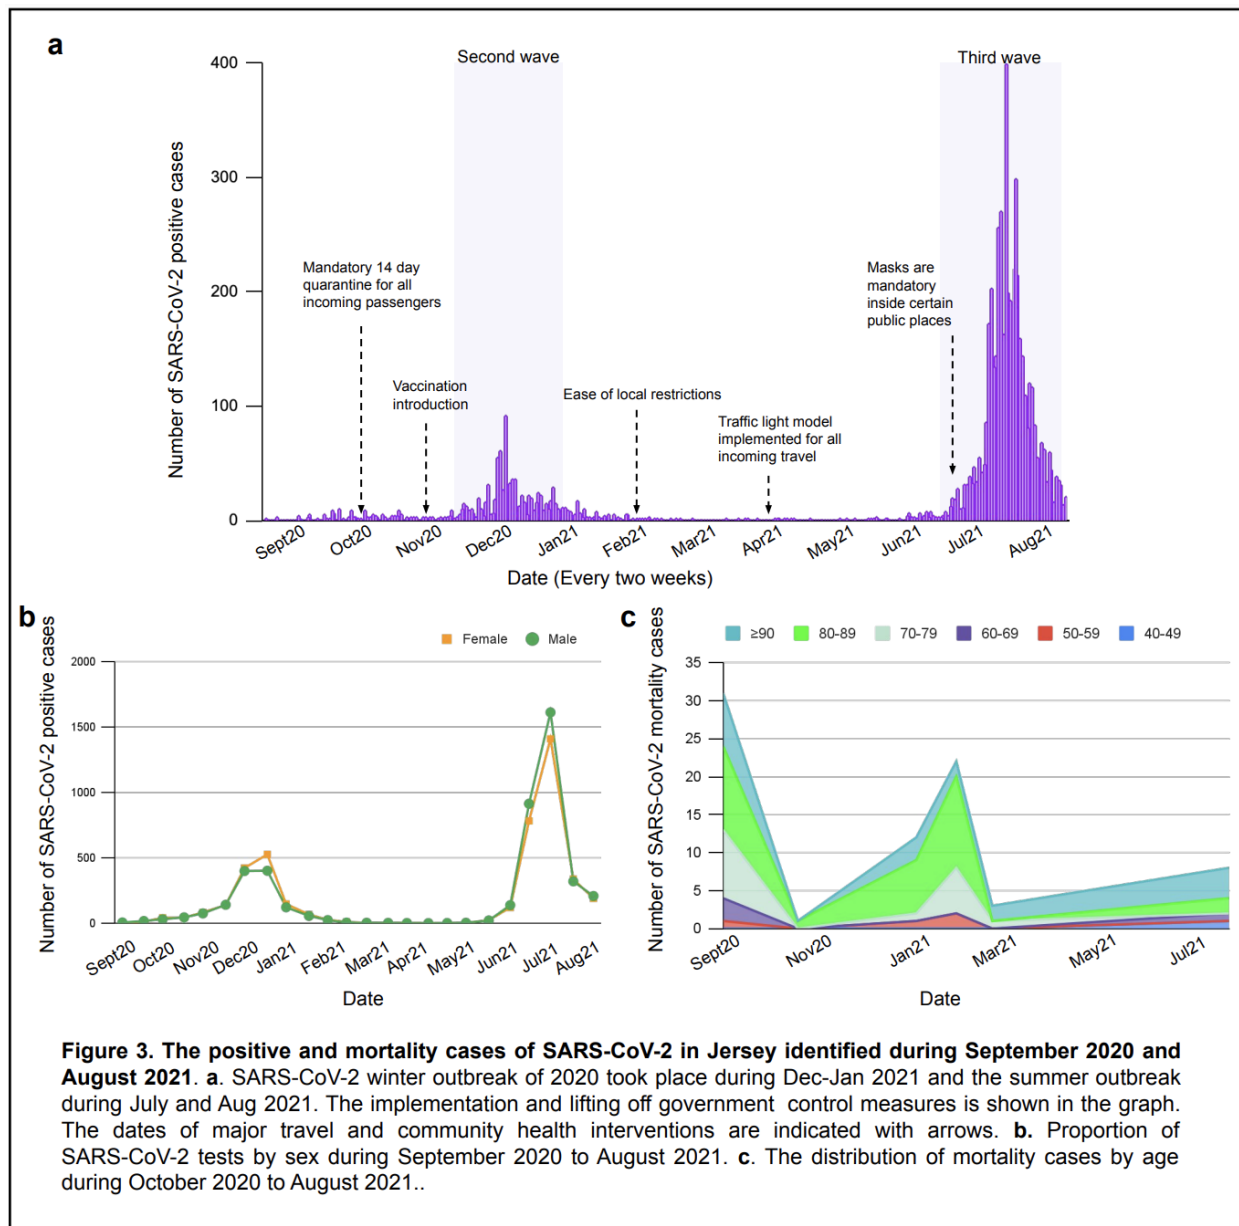 a
Second wave
Third wave
Number of SARS-CoV-2 positive cases
400
300
200
100
0
Mandatory 14 day
quarantine for all
incoming passengers
Vaccination
introduction
Ease of local restrictions
Traffic light model
implemented for all
incoming travel
Masks are
mandatory
inside certain
public places
Sept20
Oct20
Nov20
Dec20
Jan21
Feb21
Mar21
Apr21
May21
Jun21
Jul21
Aug21
Date (Every two weeks)
b
Number of SARS-CoV-2 positive cases
Female
Male
2000
1500
1000
500
0
Sept20
Oct20
Nov20
Dec20
Jan21
Feb21
Mar21
Apr21
May21
Jun21
Jul21
Aug21
Date
c
Number of SARS-CoV-2 mortality cases
≥90
80-89
70-79
60-69
50-59
40-49
35
30
25
20
15
10
5
0
Sept20
Nov20
Jan21
Mar21
May21
Jul21
Date
Figure 3. The positive and mortality cases of SARS-CoV-2 in Jersey identified during September 2020 and
August 2021. a. SARS-CoV-2 winter outbreak of 2020 took place during Dec-Jan 2021 and the summer outbreak
during July and Aug 2021. The implementation and lifting off government control measures is shown in the graph.
The dates of major travel and community health interventions are indicated with arrows. b. Proportion of
SARS-CoV-2 tests by sex during September 2020 to August 2021. c. The distribution of mortality cases by age
during October 2020 to August 2021..